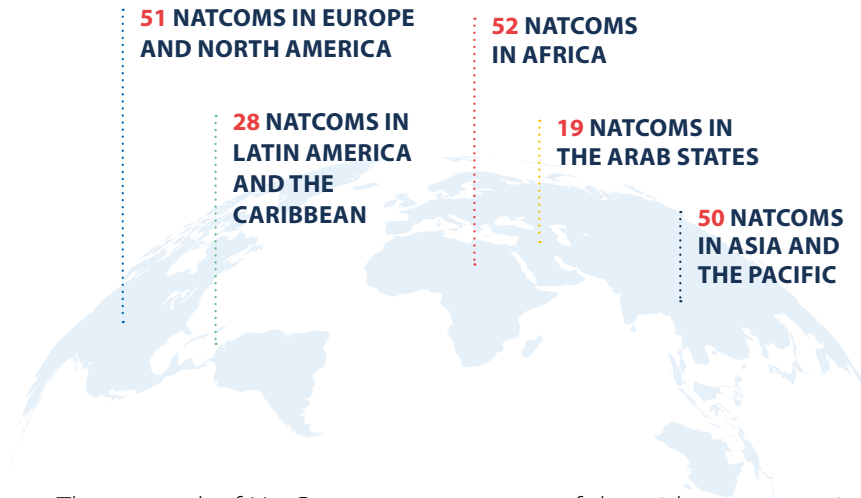 51 NATCOMS IN EUROPE
AND NORTH AMERICA
52 NATCOMS
IN AFRICA
28 NATCOMS IN
LATIN AMERICA
AND THE
CARIBBEAN
19 NATCOMS IN
THE ARAB STATES
50 NATCOMS
IN ASIA AND
THE PACIFIC